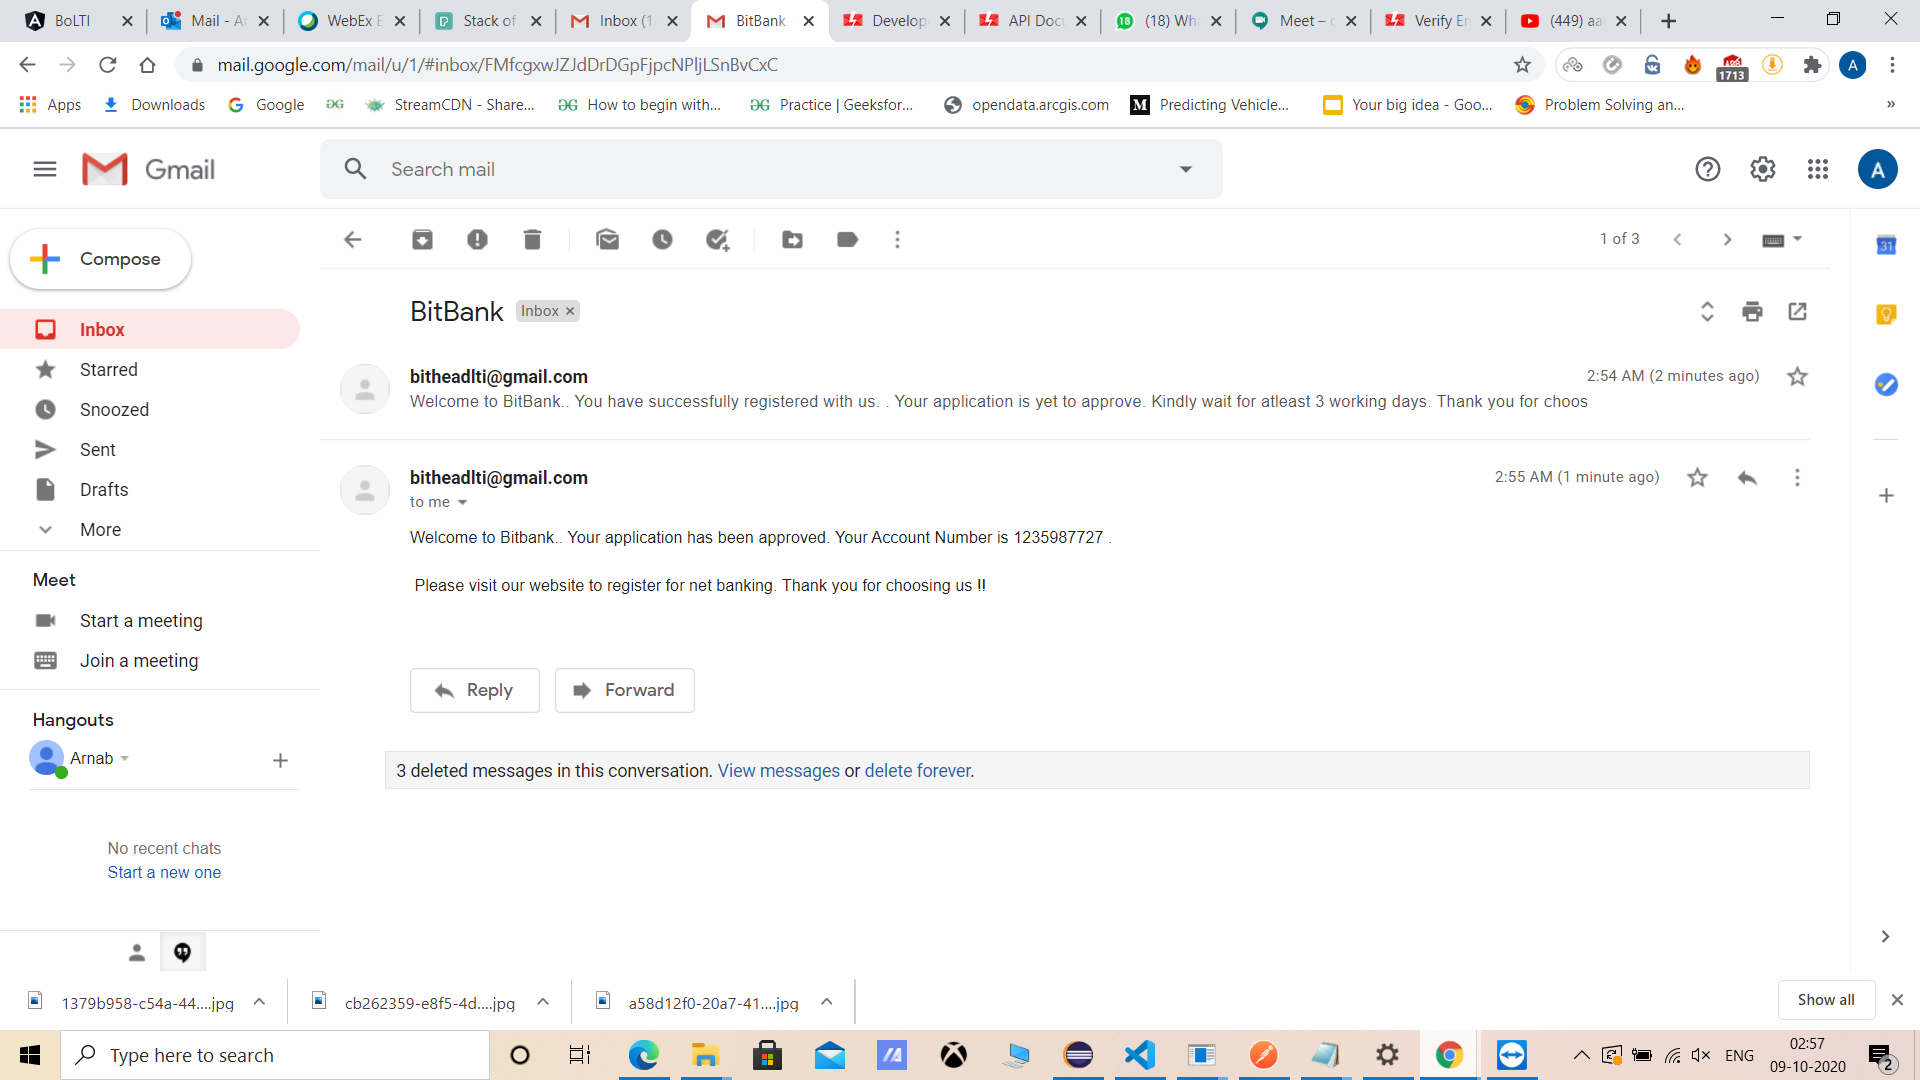 BoLTI
Mail - A
WebEx E
Stack of
Inbox (1
BitBank
Develop
API Docu
(18) Wha
Meet –
Verify En
(449) aa
mail.google.com/mail/u/1/#inbox/FMfcgxwJZJdDrDGpFjpcNPljLSnBvCxC
1713
A
Apps
Downloads
Google
StreamCDN - Share...
How to begin with...
Practice | Geeksfor...
opendata.arcgis.com
M
Predicting Vehicle...
Your big idea - Goo...
Problem Solving an...
»
Gmail
Search mail
A
Compose
1 of 3
31
BitBank
Inbox
Inbox
Starred
Snoozed
Sent
Drafts
More
bitheadlti@gmail.com
2:54 AM (2 minutes ago)
Welcome to BitBank.. You have successfully registered with us. . Your application is yet to approve. Kindly wait for atleast 3 working days. Thank you for choos
bitheadlti@gmail.com
2:55 AM (1 minute ago)
to me
Welcome to Bitbank.. Your application has been approved. Your Account Number is 1235987727 .
Please visit our website to register for net banking. Thank you for choosing us !!
Meet
Start a meeting
Join a meeting
Reply
Forward
Hangouts
Arnab
3 deleted messages in this conversation. View messages or delete forever.
No recent chats
Start a new one
1379b958-c54a-44....jpg
cb262359-e8f5-4d....jpg
a58d12f0-20a7-41....jpg
Show all
Type here to search
ENG
02:57
09-10-2020
2